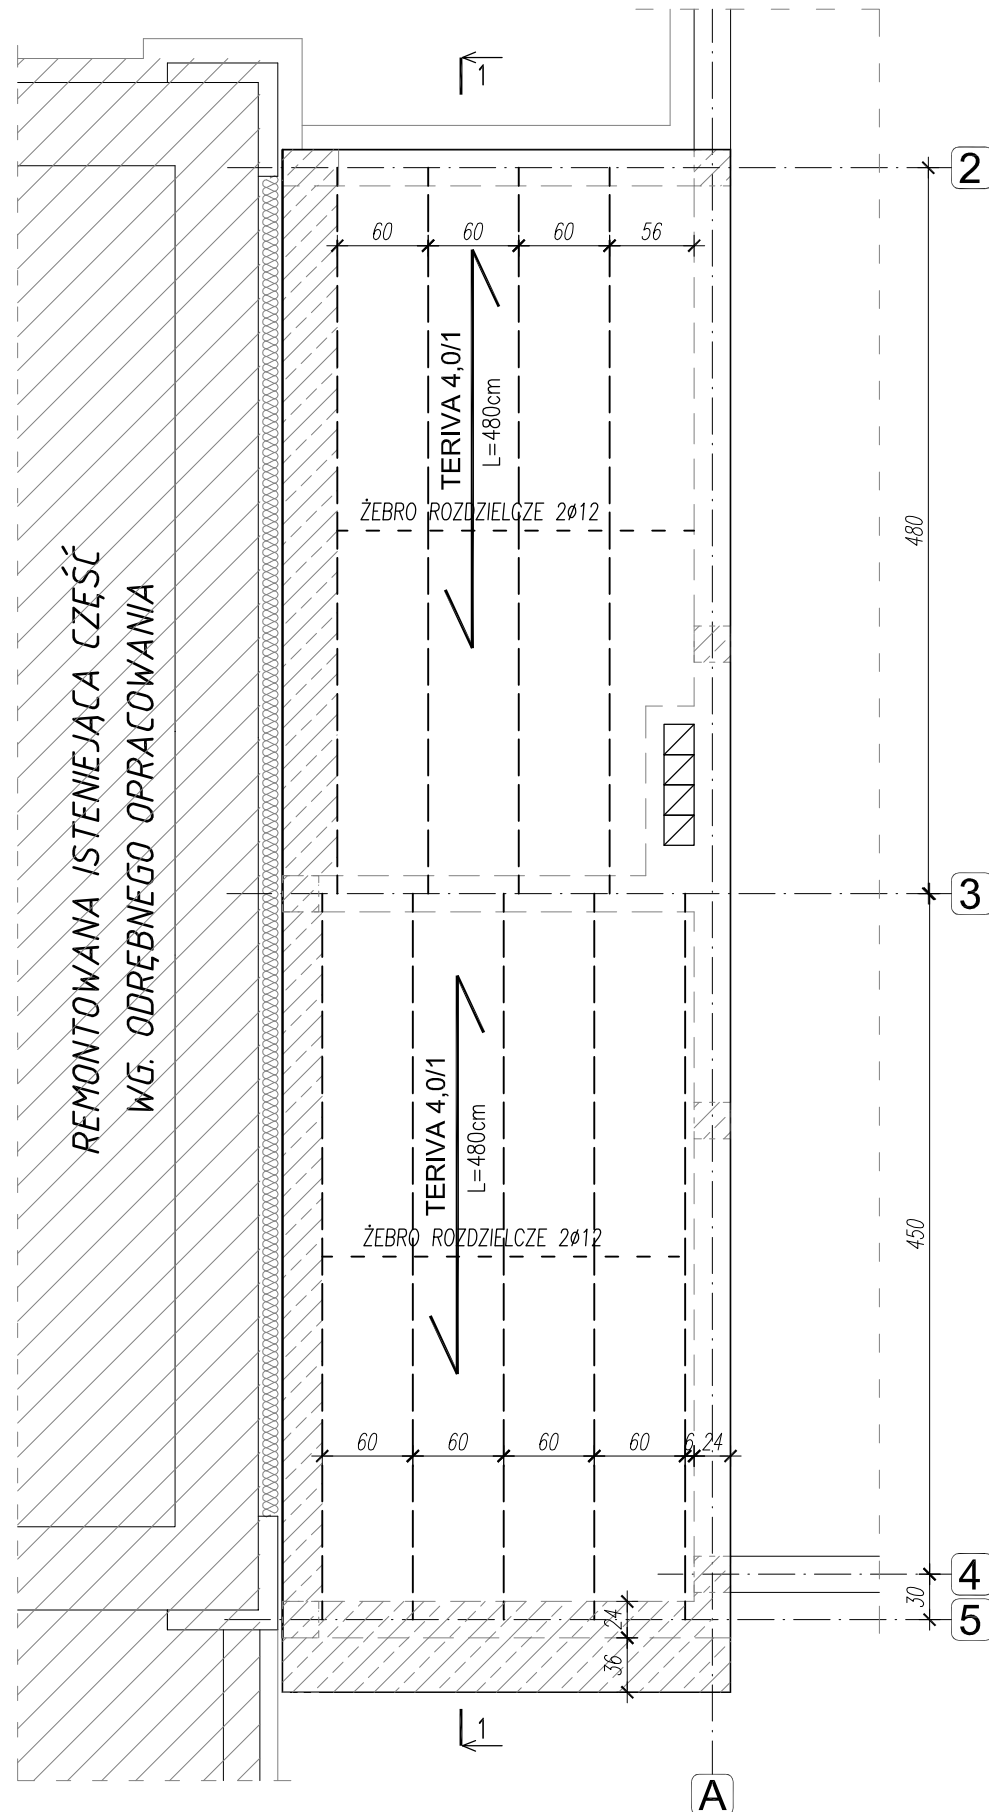 1
2
60
60
60
56
TERIVA 4,0/1
L=480cm
ŻEBRO ROZDZIELCZE 2ø12
480
REMONTOWANA ISTENIEJĄCA CZĘŚĆ
WG. ODRĘBNEGO OPRACOWANIA
3
TERIVA 4,0/1
L=480cm
ŻEBRO ROZDZIELCZE 2ø12
450
60
60
60
60
6
24
4
30
5
24
36
1
A